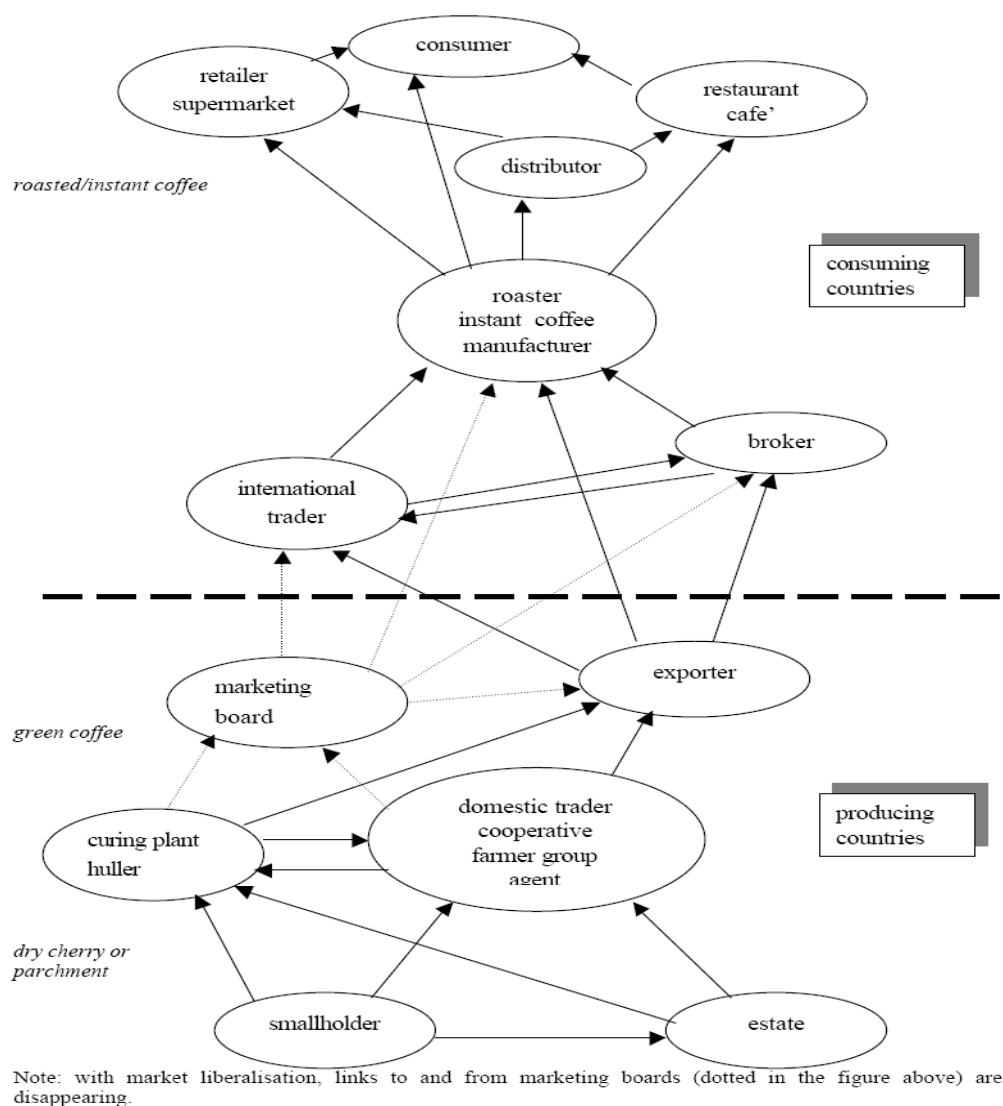 consumer
retailer
supermarket
restaurant
cafe’
distributor
roasted/instant coffee
consuming
countries
roaster
instant coffee
manufacturer
broker
international
trader
exporter
marketing
board
green coffee
domestic trader
cooperative
farmer group
agent
producing
countries
curing plant
huller
dry cherry or
parchment
smallholder
estate
Note: with market liberalisation, links to and from marketing boards (dotted in the figure above) are
disappearing.